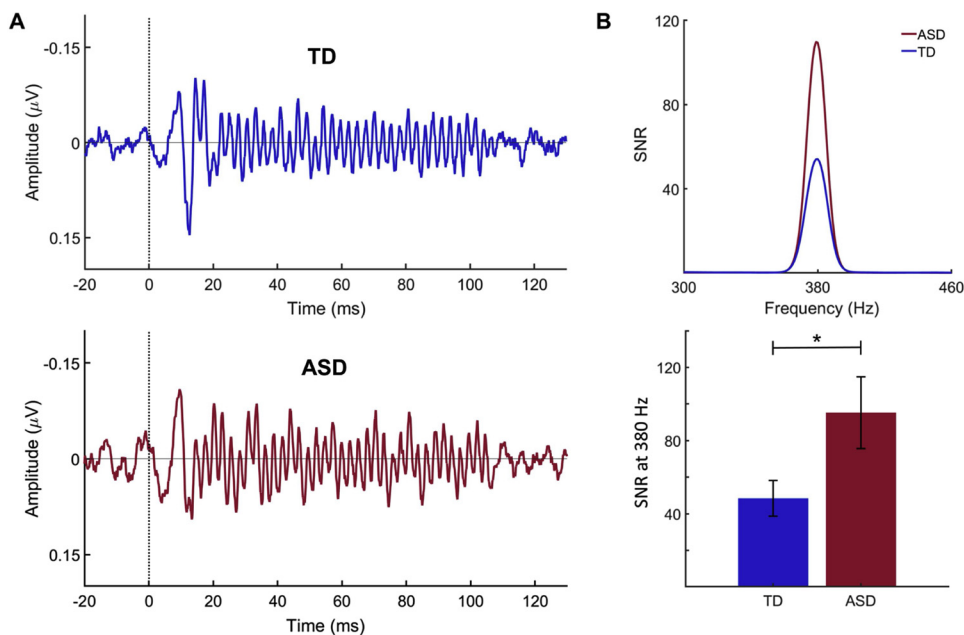 A
-0.15
0
0.15
Amplitude (μV)
TD
-20 0 20 40 60 80 100 120
Time (ms)
-0.15
0
0.15
Amplitude (μV)
ASD
-20 0 20 40 60 80 100 120
Time (ms)
B
120
80
40
SNR
ASD
TD
300 380 460
Frequency (Hz)
*
120
80
40
SNR at 380 Hz
TD ASD